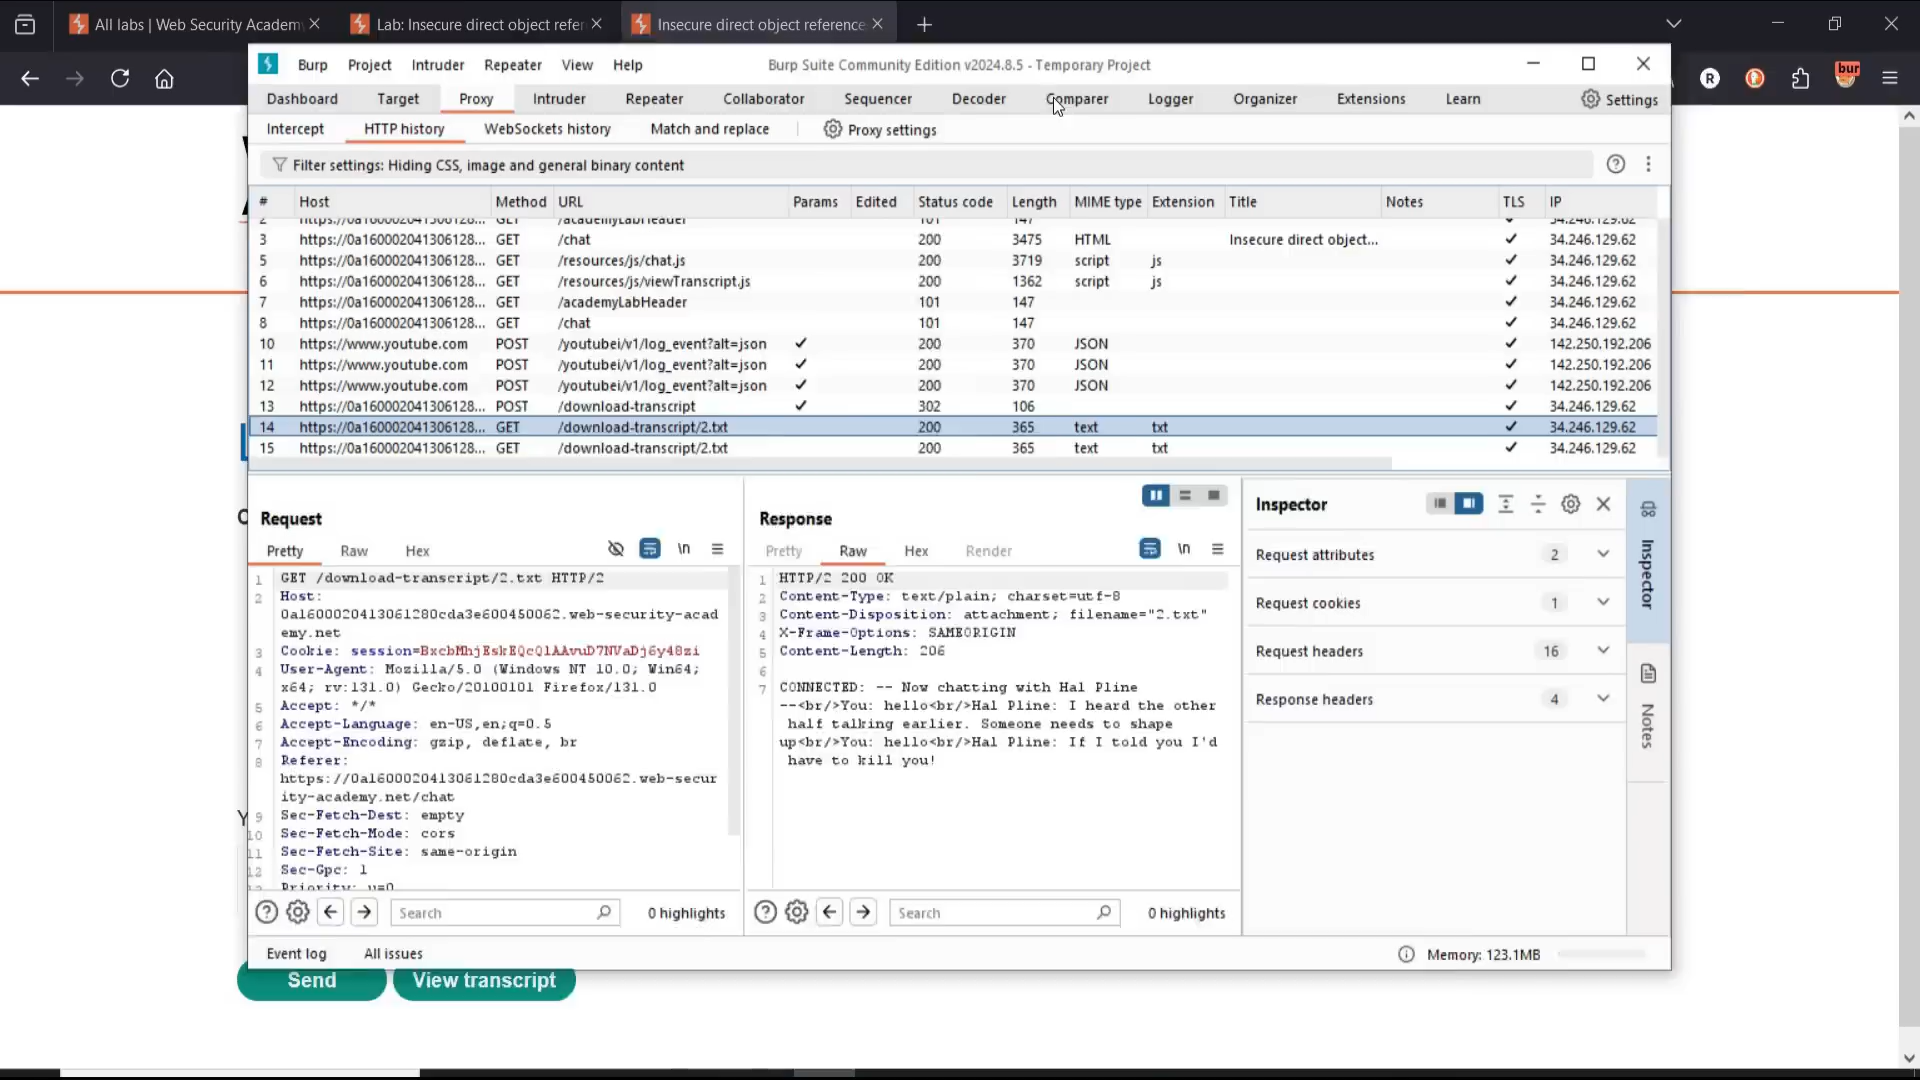 All labs | Web Security Academy
Lab: Insecure direct object refer
Insecure direct object reference
Burp Project Intruder Repeater View Help Burp Suite Community Edition v2024.8.5 - Temporary Project
R bur
Dashboard Target Proxy Intruder Repeater Collaborator Sequencer Decoder Comparer Logger Organizer Extensions Learn Settings
Intercept HTTP history WebSockets history Match and replace Proxy settings
Filter settings: Hiding CSS, image and general binary content
# Host Method URL Params Edited Status code Length MIME type Extension Title Notes TLS IP
2 https://0a160002041306128... GET /academyLabHeader 101 147 ✓ 34.246.129.62
3 https://0a160002041306128... GET /chat 200 3475 HTML Insecure direct object... ✓ 34.246.129.62
5 https://0a160002041306128... GET /resources/js/chat.js 200 3719 script js ✓ 34.246.129.62
6 https://0a160002041306128... GET /resources/js/viewTranscript.js 200 1362 script js ✓ 34.246.129.62
7 https://0a160002041306128... GET /academyLabHeader 101 147 ✓ 34.246.129.62
8 https://0a160002041306128... GET /chat 101 147 ✓ 34.246.129.62
10 https://www.youtube.com POST /youtubei/v1/log_event?alt=json ✓ 200 370 JSON ✓ 142.250.192.206
11 https://www.youtube.com POST /youtubei/v1/log_event?alt=json ✓ 200 370 JSON ✓ 142.250.192.206
12 https://www.youtube.com POST /youtubei/v1/log_event?alt=json ✓ 200 370 JSON ✓ 142.250.192.206
13 https://0a160002041306128... POST /download-transcript ✓ 302 106 ✓ 34.246.129.62
14 https://0a160002041306128... GET /download-transcript/2.txt 200 365 text txt ✓ 34.246.129.62
15 https://0a160002041306128... GET /download-transcript/2.txt 200 365 text txt ✓ 34.246.129.62
Request
Pretty Raw Hex \n
1 GET /download-transcript/2.txt HTTP/2
2 Host:
0a1600020413061280cda3e600450062.web-security-acad
emy.net
3 Cookie: session=BxcbMhjEskEQcQlAAvuD7NVaDj6y48zi
4 User-Agent: Mozilla/5.0 (Windows NT 10.0; Win64;
x64; rv:131.0) Gecko/20100101 Firefox/131.0
5 Accept: */*
6 Accept-Language: en-US,en;q=0.5
7 Accept-Encoding: gzip, deflate, br
8 Referer:
https://0a1600020413061280cda3e600450062.web-secur
ity-academy.net/chat
9 Sec-Fetch-Dest: empty
10 Sec-Fetch-Mode: cors
11 Sec-Fetch-Site: same-origin
12 Sec-Gpc: 1
Priority: u=0
Search 0 highlights
Response
Pretty Raw Hex Render \n
1 HTTP/2 200 OK
2 Content-Type: text/plain; charset=utf-8
3 Content-Disposition: attachment; filename="2.txt"
4 X-Frame-Options: SAMEORIGIN
5 Content-Length: 206
6
7 CONNECTED: -- Now chatting with Hal Pline
--<br/>You: hello<br/>Hal Pline: I heard the other
half talking earlier. Someone needs to shape
up<br/>You: hello<br/>Hal Pline: If I told you I'd
have to kill you!
Search 0 highlights
Inspector
Request attributes 2
Request cookies 1
Request headers 16
Response headers 4
Inspector
Notes
Event log All issues Memory: 123.1MB
Send View transcript